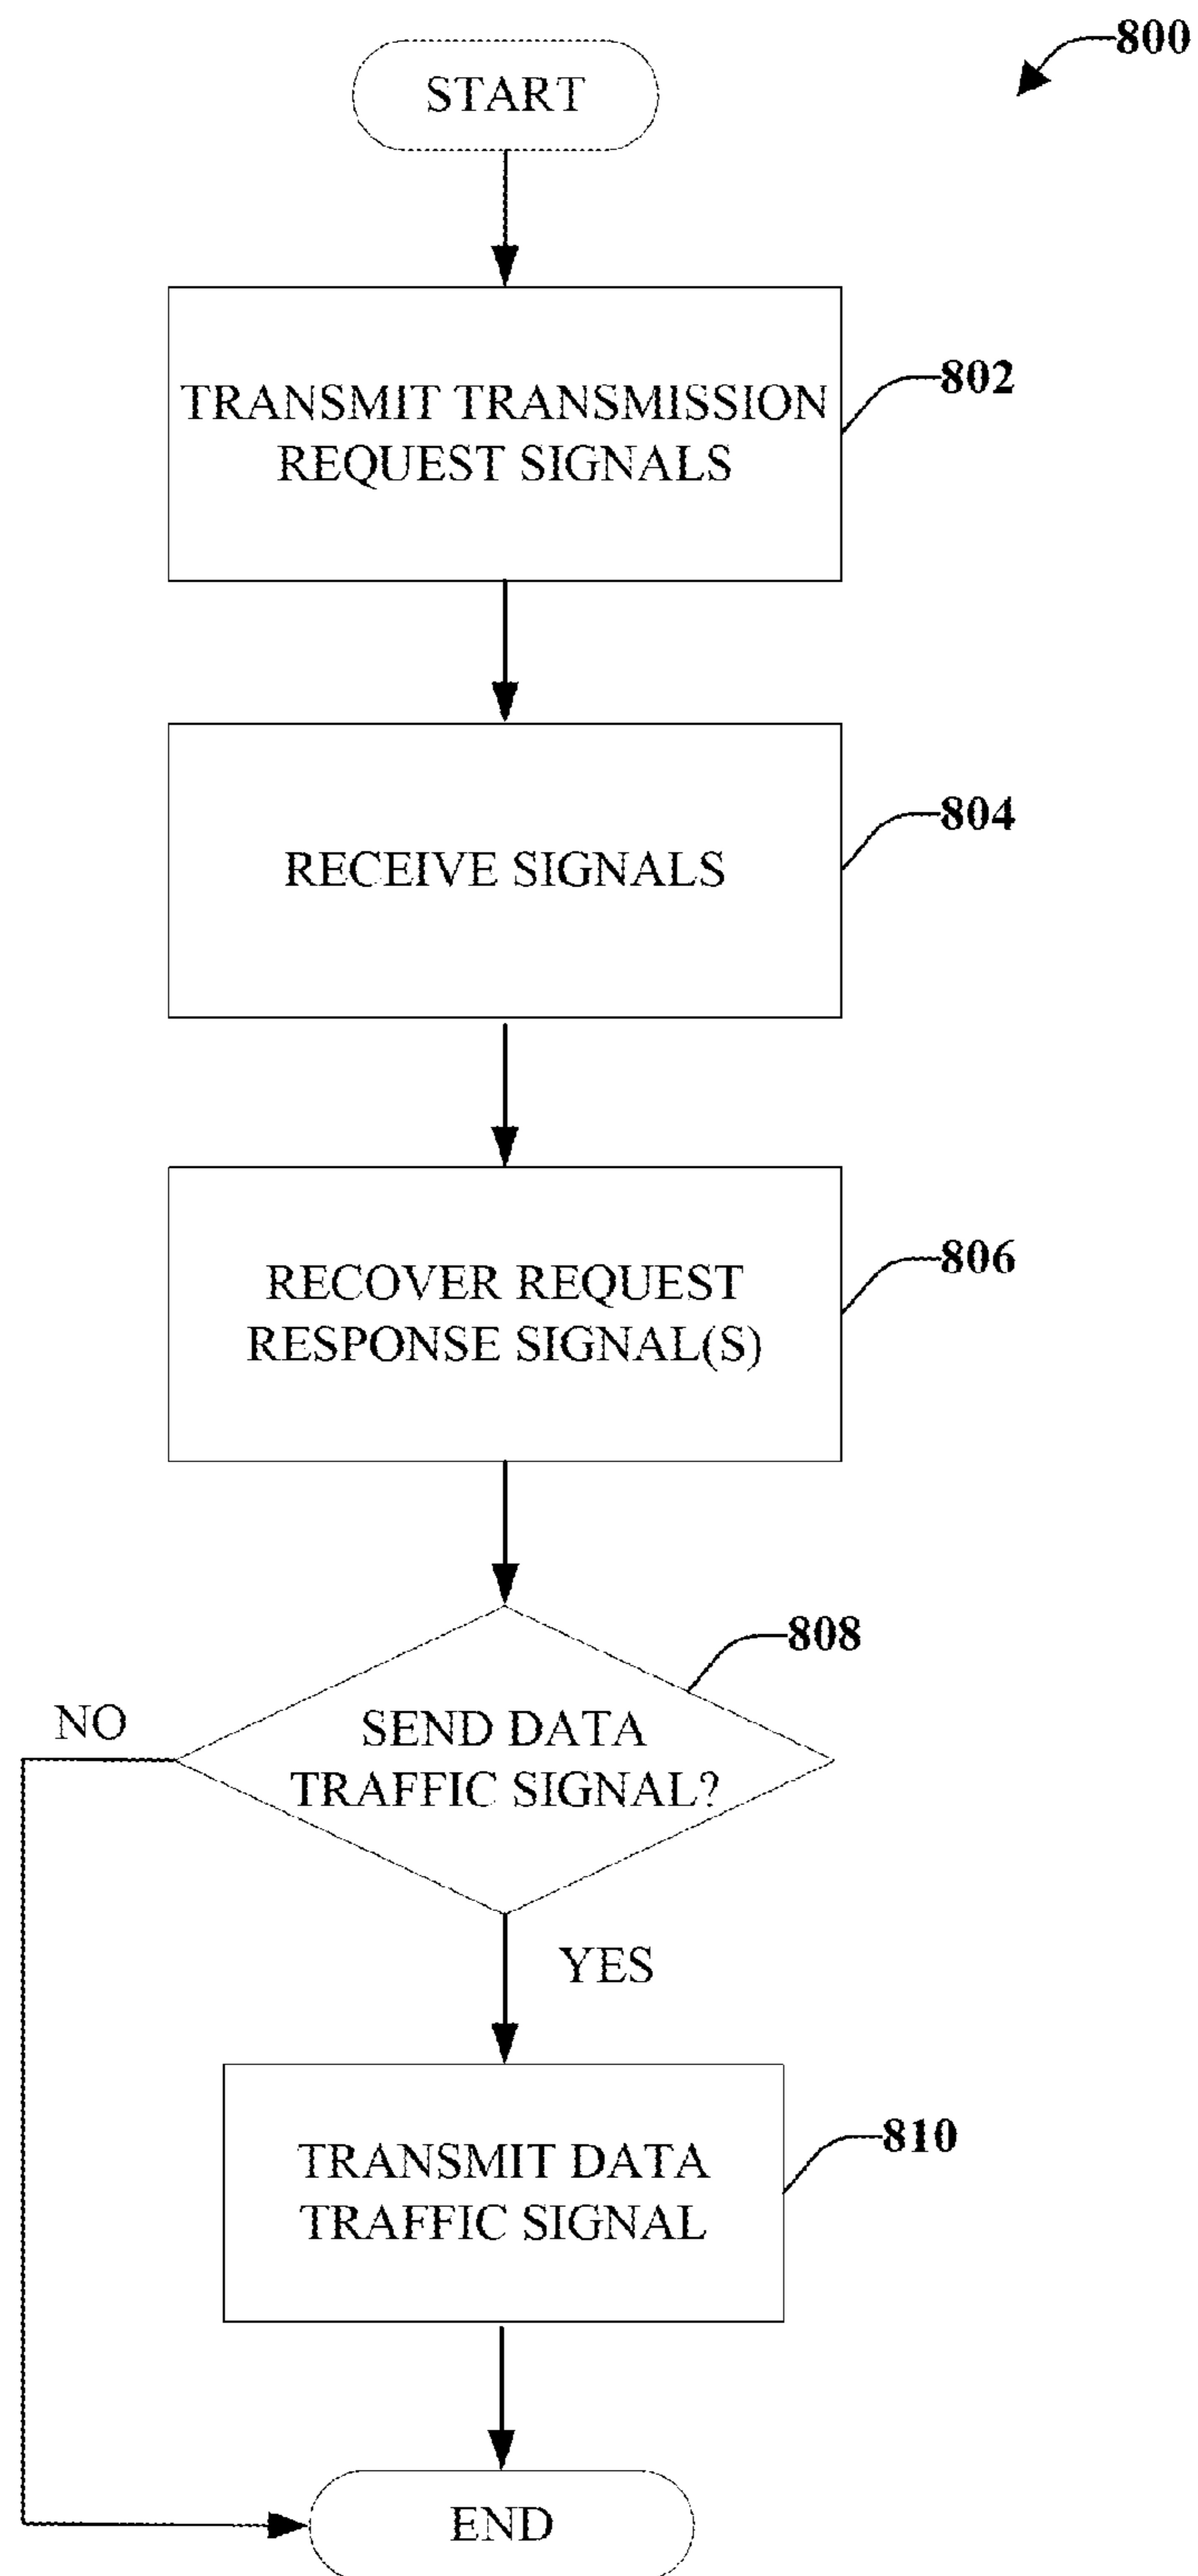 800
START
802
TRANSMIT TRANSMISSION
REQUEST SIGNALS
804
RECEIVE SIGNALS
806
RECOVER REQUEST
RESPONSE SIGNAL(S)
808
NO
SEND DATA
TRAFFIC SIGNAL?
YES
810
TRANSMIT DATA
TRAFFIC SIGNAL
END